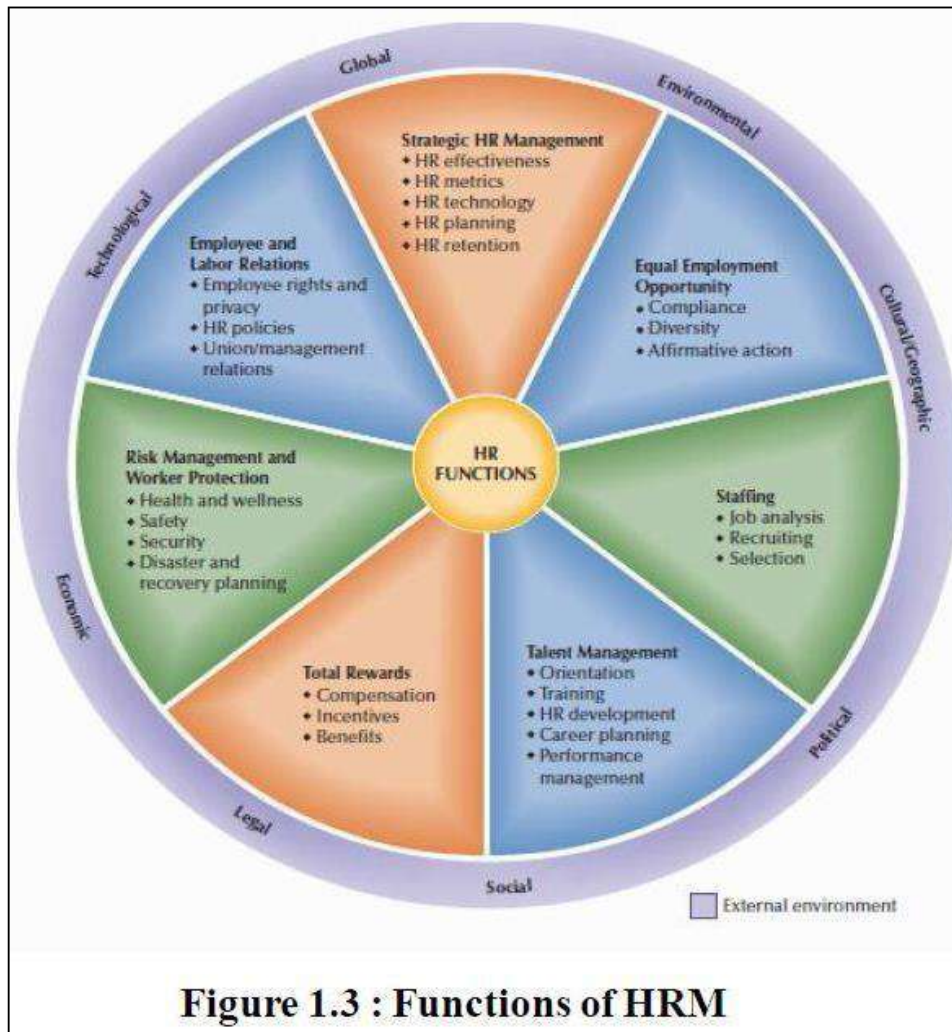 Global
Environmental
Technological
Cultural/Geographic
Economic
Political
Legal
Social
Strategic HR Management
◆ HR effectiveness
◆ HR metrics
◆ HR technology
◆ HR planning
◆ HR retention
Employee and
Labor Relations
◆ Employee rights and
privacy
◆ HR policies
◆ Union/management
relations
Equal Employment
Opportunity
◆ Compliance
◆ Diversity
◆ Affirmative action
HR
FUNCTIONS
Risk Management and
Worker Protection
◆ Health and wellness
◆ Safety
◆ Security
◆ Disaster and
recovery planning
Staffing
◆ Job analysis
◆ Recruiting
◆ Selection
Total Rewards
◆ Compensation
◆ Incentives
◆ Benefits
Talent Management
◆ Orientation
◆ Training
◆ HR development
◆ Career planning
◆ Performance
management
External environment
Figure 1.3 : Functions of HRM